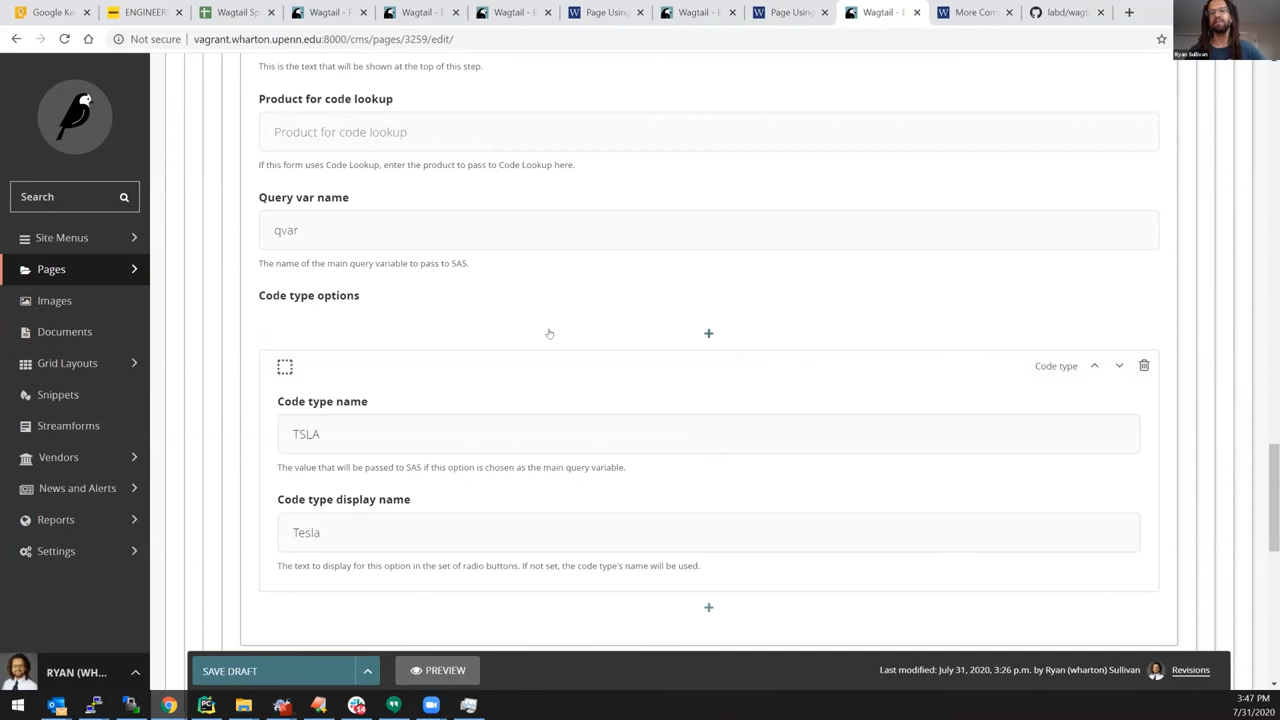 Google Ke
ENGINEERS
Wagtail Sp
Wagtail - F
Wagtail - E
Wagtail - E
Page Using
Wagtail - L
Page Using
Wagtail - E
More Com
labd/wagt
Not secure
vagrant.wharton.upenn.edu:8000/cms/pages/3259/edit/
Ryan Sullivan
This is the text that will be shown at the top of this step.
Product for code lookup
Product for code lookup
If this form uses Code Lookup, enter the product to pass to Code Lookup here.
Search
Query var name
qvar
Site Menus
The name of the main query variable to pass to SAS.
Pages
Code type options
Images
Documents
Grid Layouts
Code type
Snippets
Code type name
Streamforms
TSLA
Vendors
The value that will be passed to SAS if this option is chosen as the main query variable.
News and Alerts
Code type display name
Reports
Tesla
Settings
The text to display for this option in the set of radio buttons. If not set, the code type's name will be used.
RYAN (WH...
SAVE DRAFT
PREVIEW
Last modified: July 31, 2020, 3:26 p.m. by Ryan (wharton) Sullivan
Revisions
3:47 PM
7/31/2020